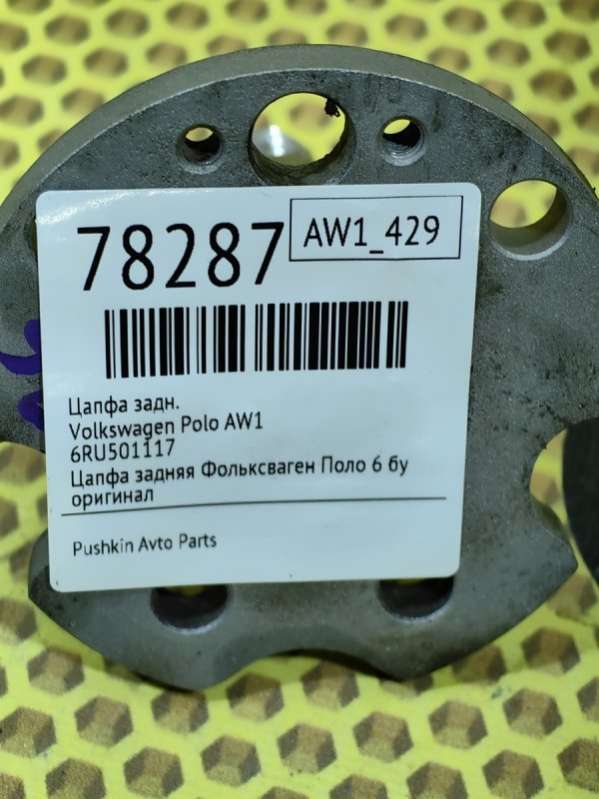 78287
AW1_429
Цапфа задн.
Volkswagen Polo AW1
6RU501117
Цапфа задняя Фольксваген Поло 6 бу
оригинал
Pushkin Avto Parts